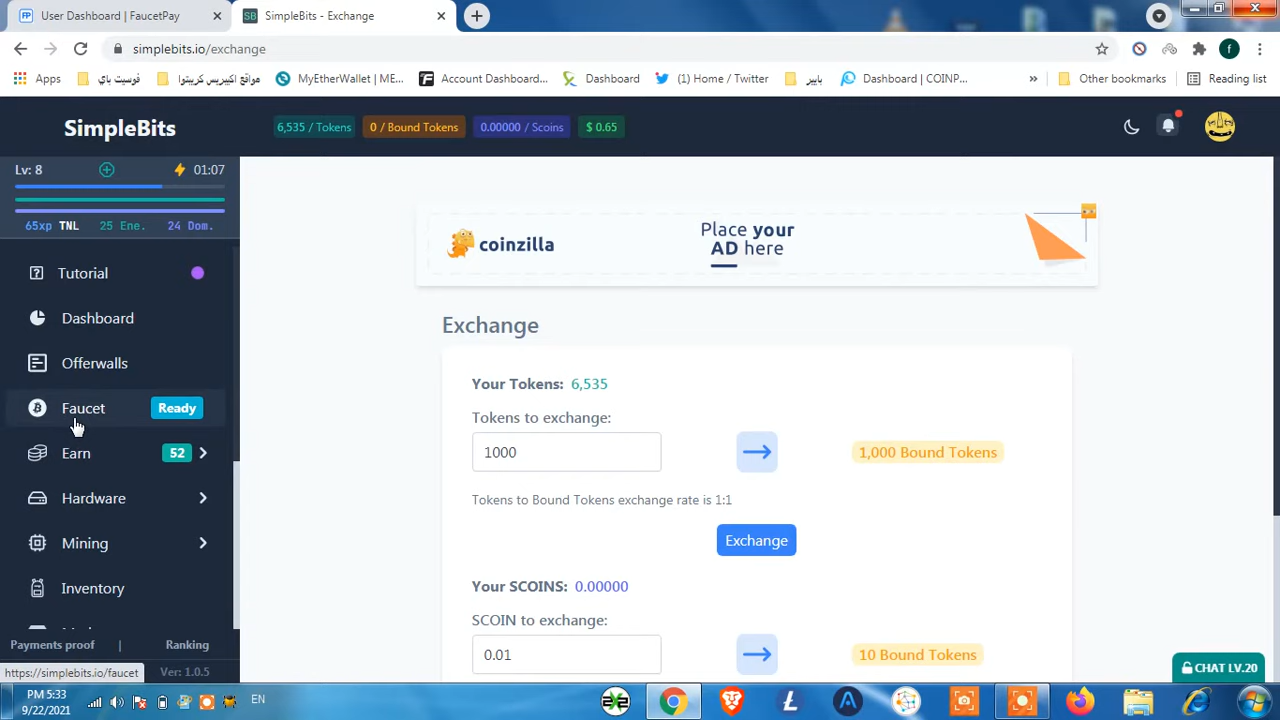 User Dashboard | FaucetPay
SimpleBits - Exchange
simplebits.io/exchange
Apps
فوسيت باي
مواقع اكبيرس كريبتوا
MyEtherWallet | ME...
Account Dashboard...
Dashboard
(1) Home / Twitter
بايير
Dashboard | COINP...
»
Other bookmarks
Reading list
SimpleBits
6,535 / Tokens
0 / Bound Tokens
0.00000 / Scoins
$ 0.65
Lv: 8
01:07
65xp TNL
25 Ene.
24 Dom.
Tutorial
Dashboard
Offerwalls
Faucet
Ready
Earn
52
Hardware
Mining
Inventory
Payments proof | Ranking
https://simplebits.io/faucet
Ver: 1.0.5
coinzilla
Place your
AD here
Exchange
Your Tokens: 6,535
Tokens to exchange:
1000
1,000 Bound Tokens
Tokens to Bound Tokens exchange rate is 1:1
Exchange
Your SCOINS: 0.00000
SCOIN to exchange:
0.01
10 Bound Tokens
CHAT LV.20
PM 5:33
9/22/2021
EN